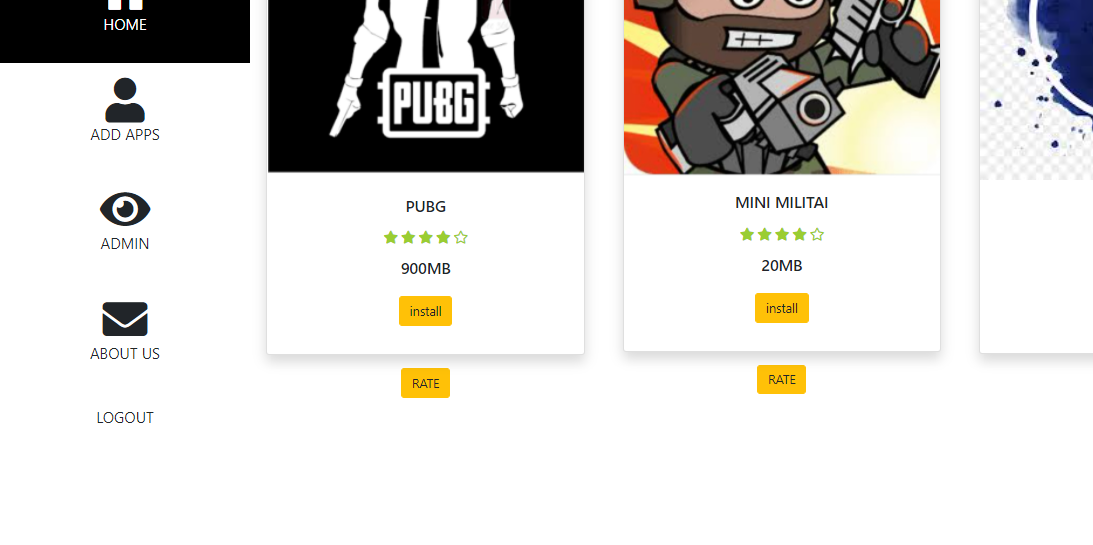 HOME
ADD APPS
ADMIN
ABOUT US
LOGOUT
PUBG
PUBG
900MB
install
RATE
MINI MILITAI
20MB
install
RATE